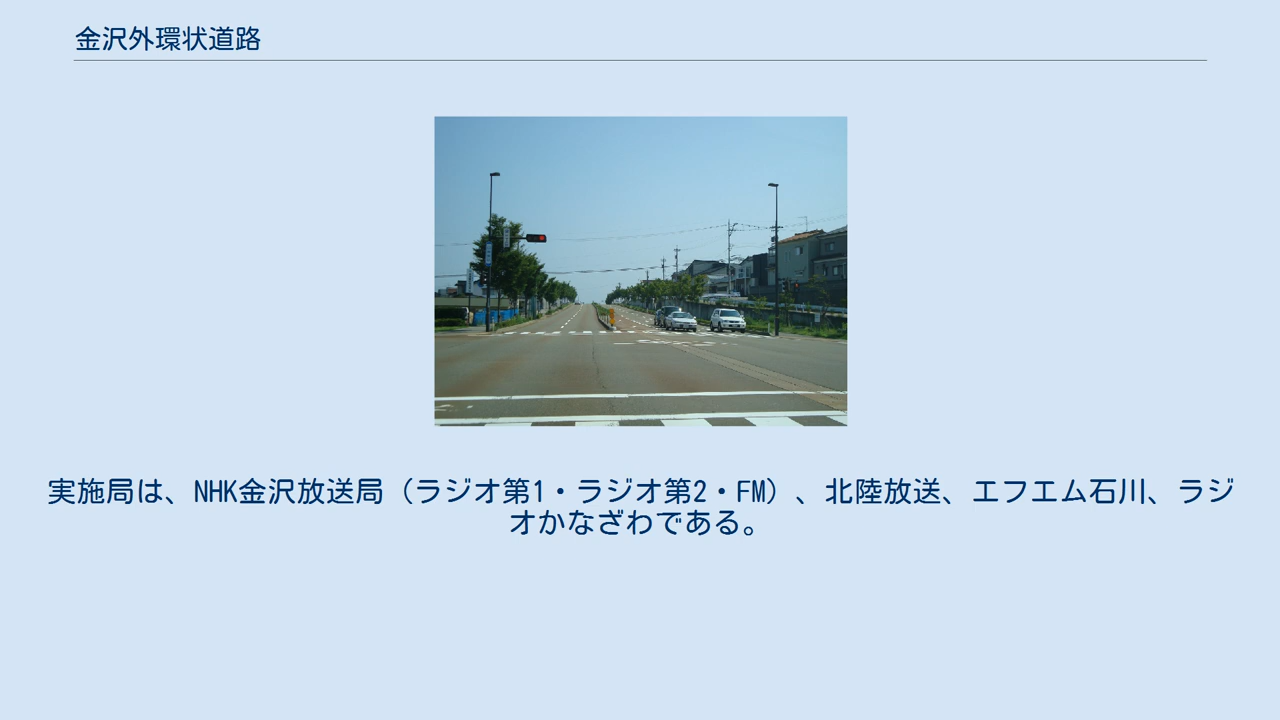 金沢外環状道路
実施局は、NHK金沢放送局（ラジオ第1・ラジオ第2・FM）、北陸放送、エフエム石川、ラジ
オかなざわである。